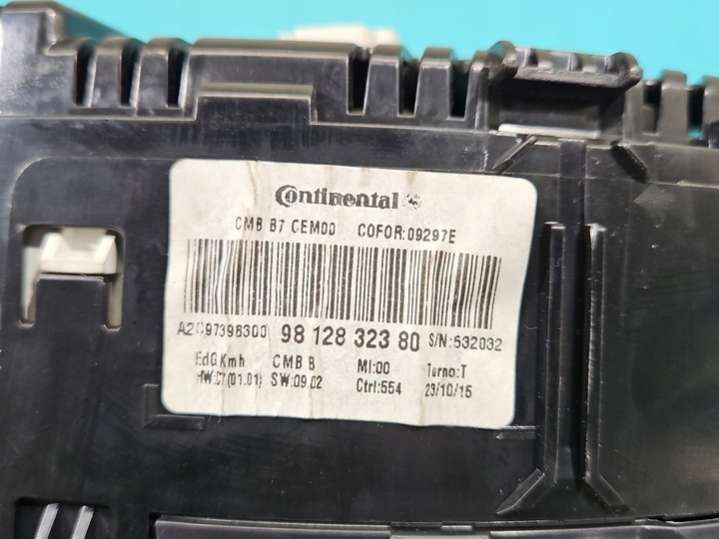 Continental
CMB B7 CEM00 COFOR:09297E
A2C97398300 98 128 323 80 S/N:532032
EdG Kmh CMB B MI:00 Turno:T
HW:C7(01.01) SW:09.02 Ctrl:554 23/10/15